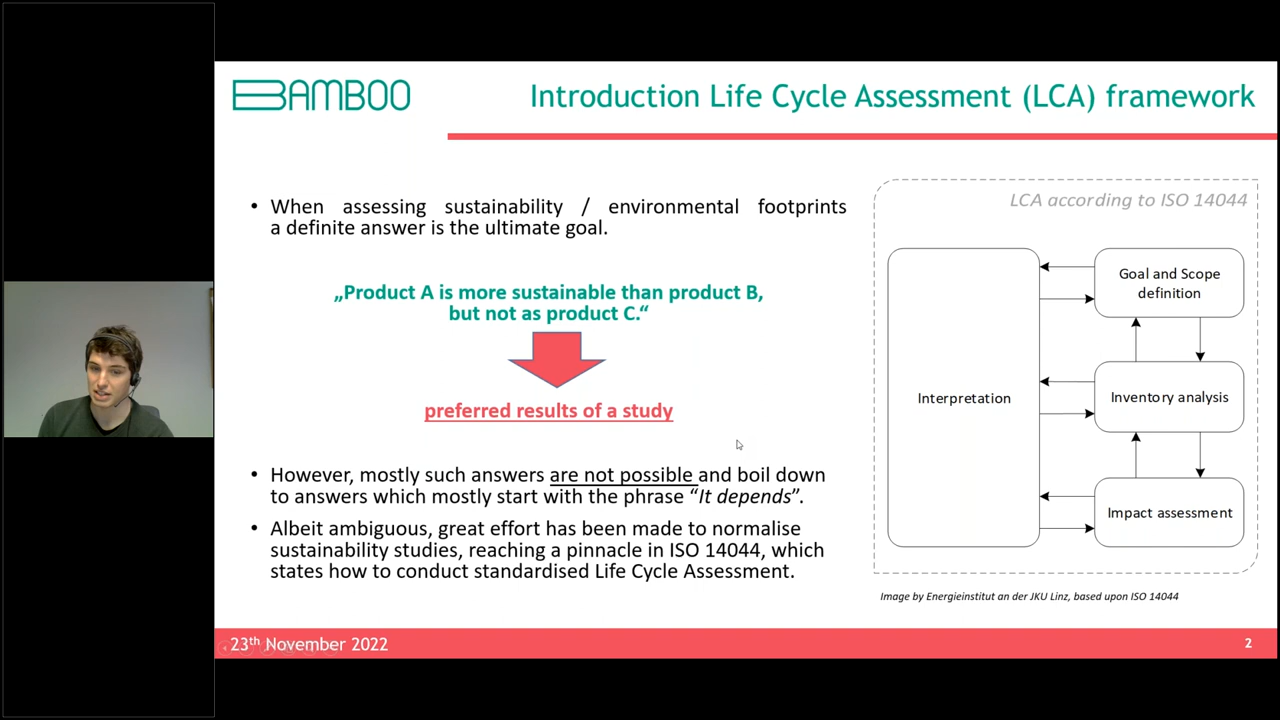 BAMBOO
Introduction Life Cycle Assessment (LCA) framework
• When assessing sustainability / environmental footprints
a definite answer is the ultimate goal.
„Product A is more sustainable than product B,
but not as product C.“
preferred results of a study
• However, mostly such answers are not possible and boil down
to answers which mostly start with the phrase “It depends”.
• Albeit ambiguous, great effort has been made to normalise
sustainability studies, reaching a pinnacle in ISO 14044, which
states how to conduct standardised Life Cycle Assessment.
LCA according to ISO 14044
Interpretation
Goal and Scope
definition
Inventory analysis
Impact assessment
Image by Energieinstitut an der JKU Linz, based upon ISO 14044
23th November 2022
2